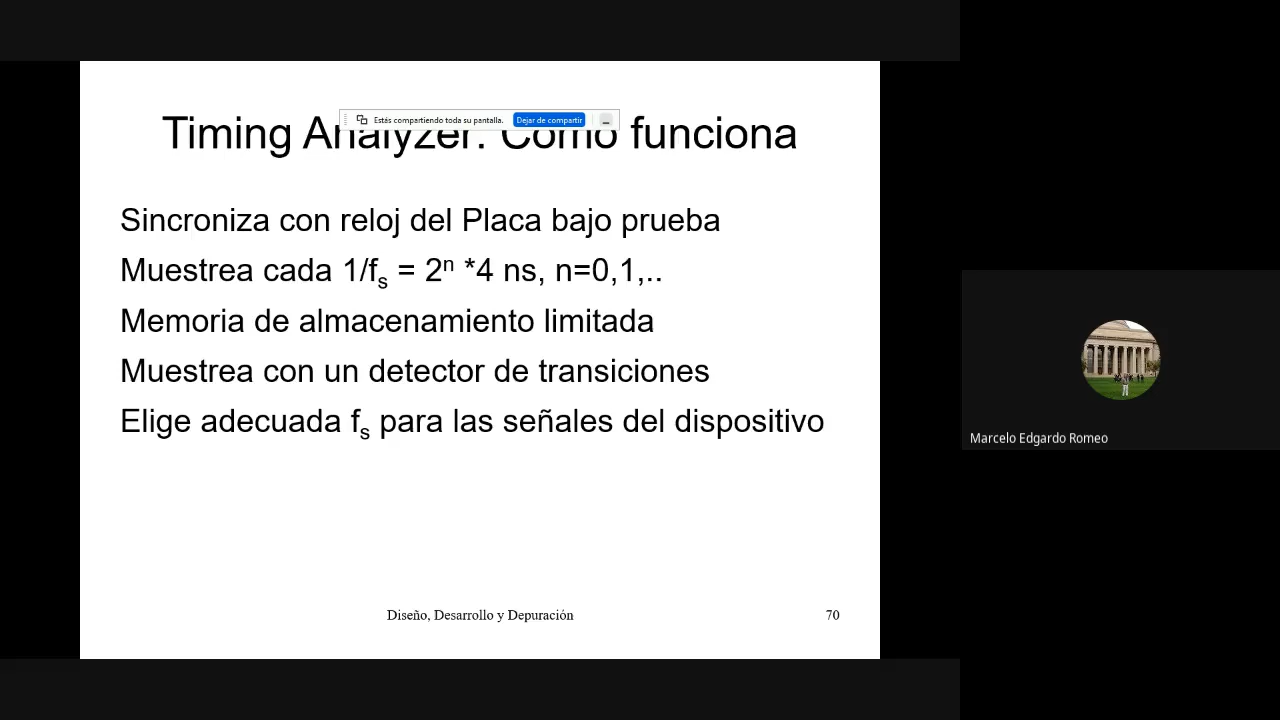 Estás compartiendo toda su pantalla. Dejar de compartir
Timing Analyzer: Cómo funciona
Sincroniza con reloj del Placa bajo prueba
Muestrea cada 1/fs = 2ⁿ *4 ns, n=0,1,..
Memoria de almacenamiento limitada
Muestrea con un detector de transiciones
Elige adecuada fs para las señales del dispositivo
Diseño, Desarrollo y Depuración 70
Marcelo Edgardo Romeo